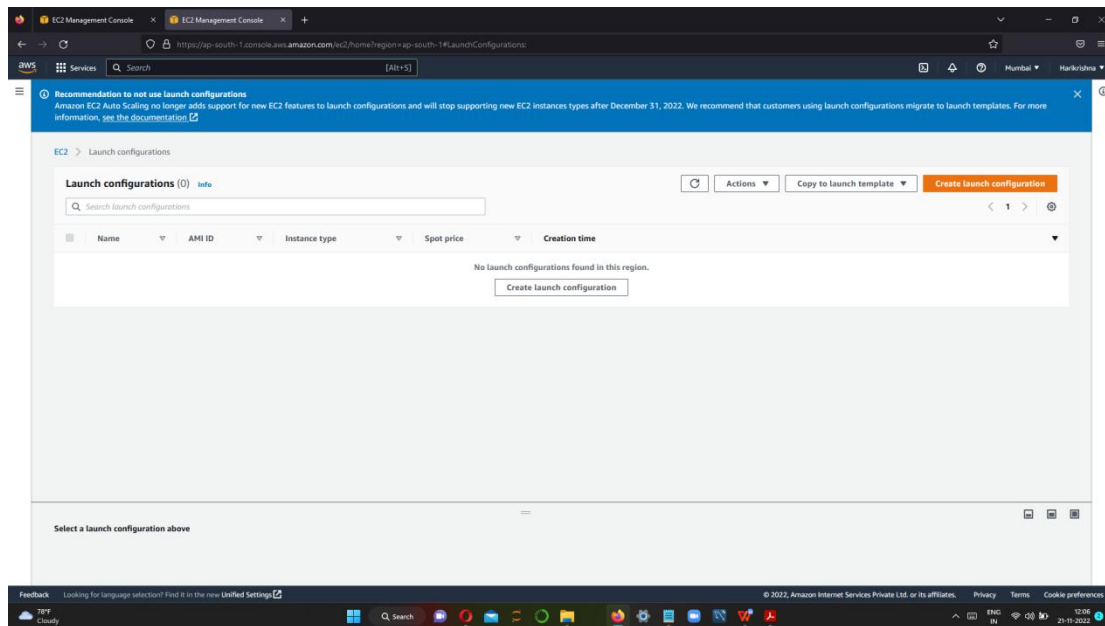 EC2 Management Console
EC2 Management Console
https://ap-south-1.console.aws.amazon.com/ec2/home?region=ap-south-1#LaunchConfigurations:
aws
Services
Search
[Alt+S]
Mumbai
Harikrishna
Recommendation to not use launch configurations
Amazon EC2 Auto Scaling no longer adds support for new EC2 features to launch configurations and will stop supporting new EC2 instances types after December 31, 2022. We recommend that customers using launch configurations migrate to launch templates. For more
information, see the documentation
EC2 > Launch configurations
Launch configurations (0) Info
Actions
Copy to launch template
Create launch configuration
Search launch configurations
< 1 >
Name
AMI ID
Instance type
Spot price
Creation time
No launch configurations found in this region.
Create launch configuration
Select a launch configuration above
Feedback
Looking for language selection? Find it in the new Unified Settings
© 2022, Amazon Internet Services Private Ltd. or its affiliates.
Privacy
Terms
Cookie preferences
78°F
Cloudy
Search
ENG
IN
12:06
21-11-2022